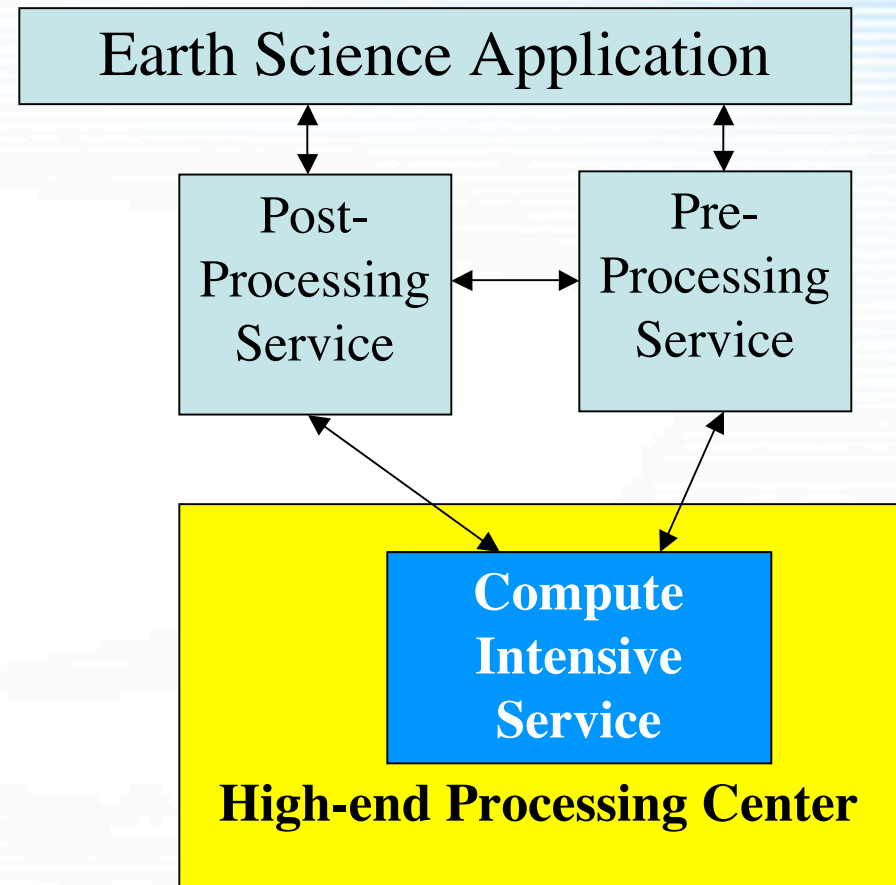 Earth Science Application
Post-
Processing
Service
Pre-
Processing
Service
Compute
Intensive
Service
High-end Processing Center